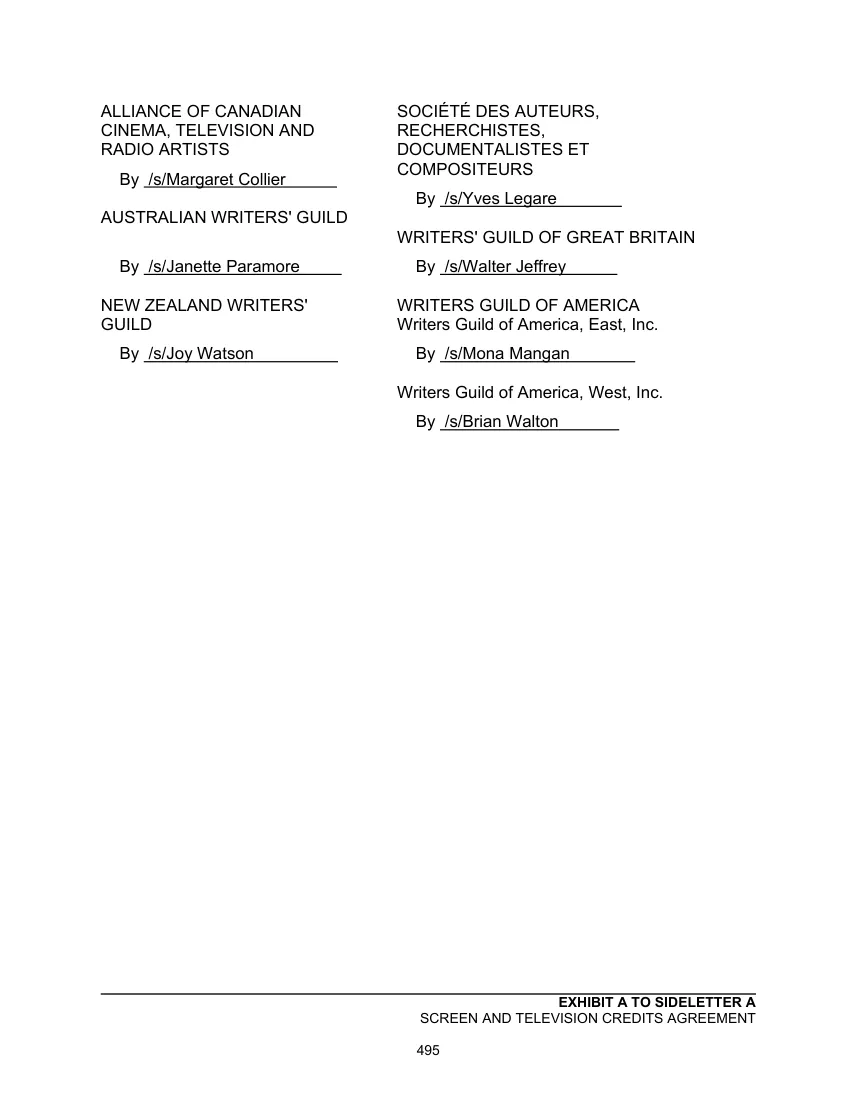 ALLIANCE OF CANADIAN
CINEMA, TELEVISION AND
RADIO ARTISTS
By /s/Margaret Collier
AUSTRALIAN WRITERS' GUILD
By /s/Janette Paramore
NEW ZEALAND WRITERS'
GUILD
By /s/Joy Watson
SOCIÉTÉ DES AUTEURS,
RECHERCHISTES,
DOCUMENTALISTES ET
COMPOSITEURS
By /s/Yves Legare
WRITERS' GUILD OF GREAT BRITAIN
By /s/Walter Jeffrey
WRITERS GUILD OF AMERICA
Writers Guild of America, East, Inc.
By /s/Mona Mangan
Writers Guild of America, West, Inc.
By /s/Brian Walton
EXHIBIT A TO SIDELETTER A
SCREEN AND TELEVISION CREDITS AGREEMENT
495